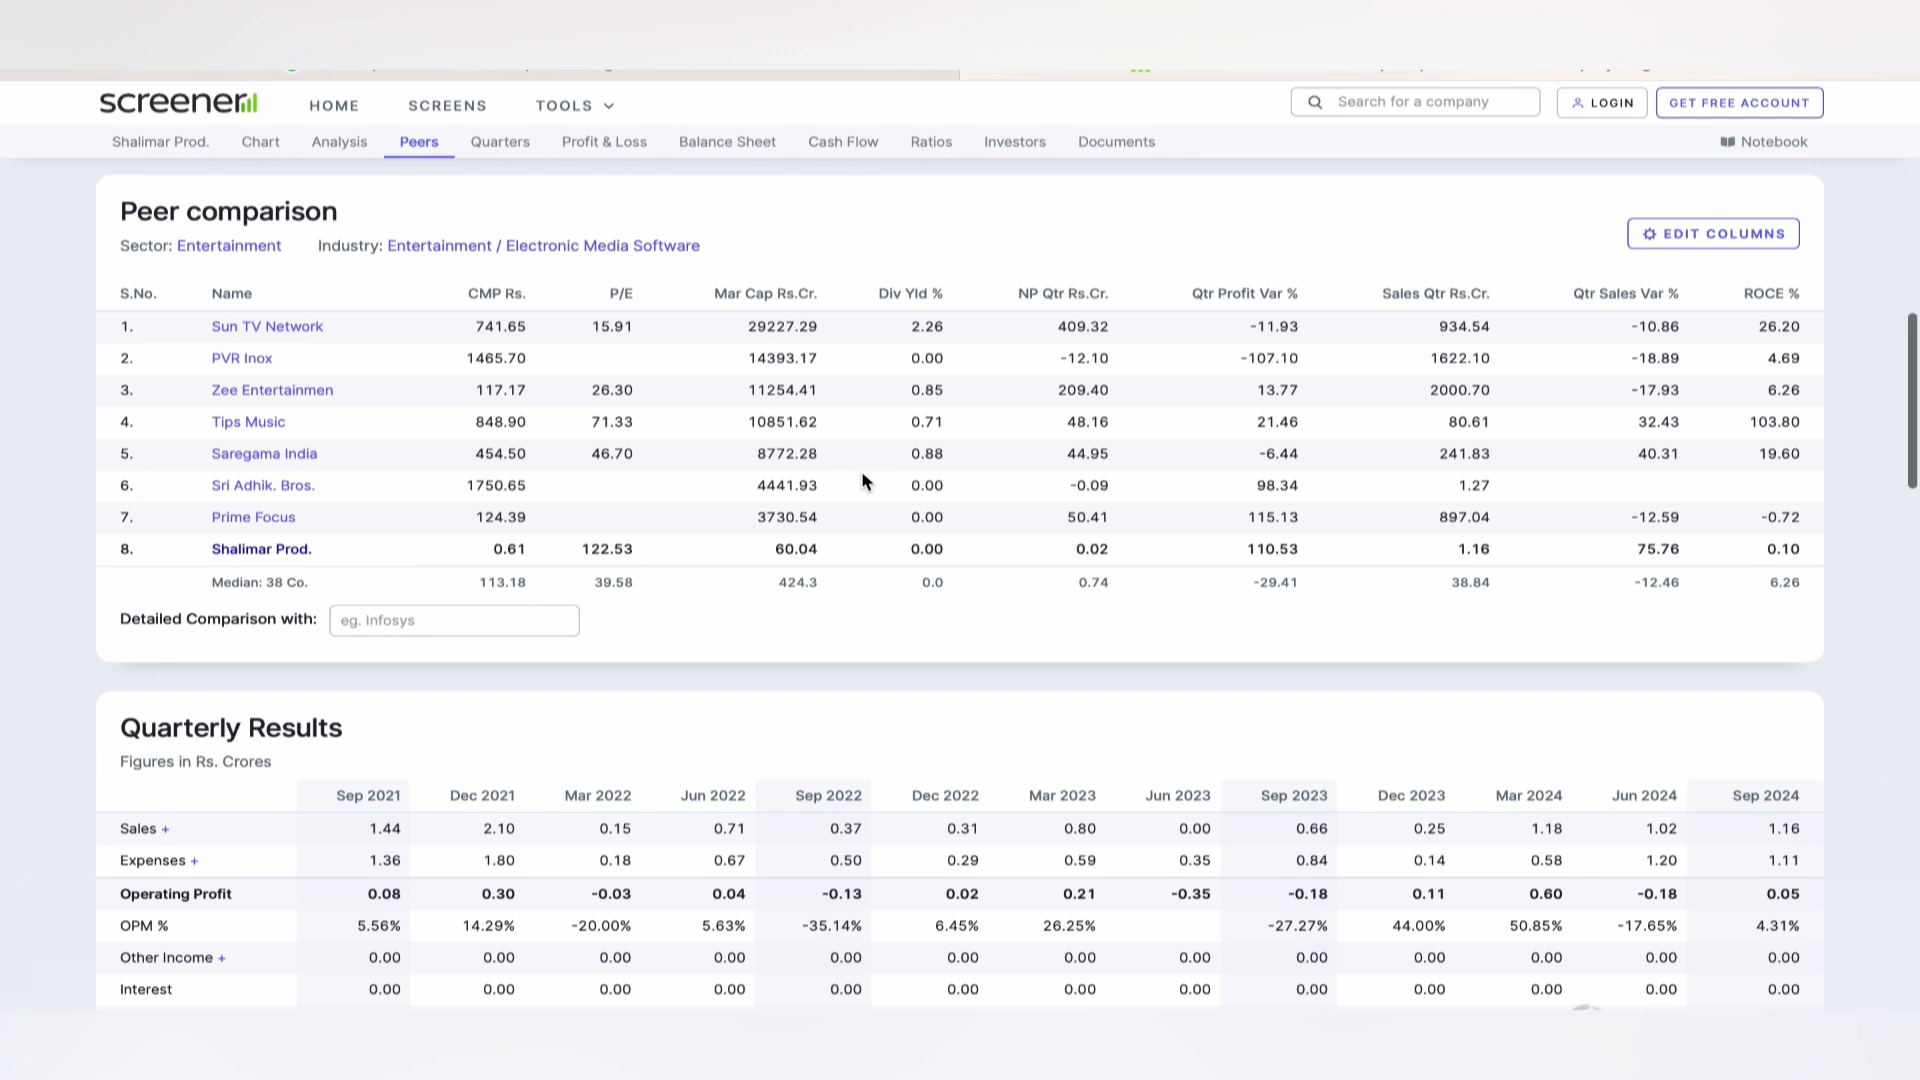 screener HOME SCREENS TOOLS Search for a company LOGIN GET FREE ACCOUNT
Shalimar Prod. Chart Analysis Peers Quarters Profit & Loss Balance Sheet Cash Flow Ratios Investors Documents Notebook
Peer comparison
Sector: Entertainment Industry: Entertainment / Electronic Media Software EDIT COLUMNS
S.No. Name CMP Rs. P/E Mar Cap Rs.Cr. Div Yld % NP Qtr Rs.Cr. Qtr Profit Var % Sales Qtr Rs.Cr. Qtr Sales Var % ROCE %
1. Sun TV Network 741.65 15.91 29227.29 2.26 409.32 -11.93 934.54 -10.86 26.20
2. PVR Inox 1465.70 14393.17 0.00 -12.10 -107.10 1622.10 -18.89 4.69
3. Zee Entertainmen 117.17 26.30 11254.41 0.85 209.40 13.77 2000.70 -17.93 6.26
4. Tips Music 848.90 71.33 10851.62 0.71 48.16 21.46 80.61 32.43 103.80
5. Saregama India 454.50 46.70 8772.28 0.88 44.95 -6.44 241.83 40.31 19.60
6. Sri Adhik. Bros. 1750.65 4441.93 0.00 -0.09 98.34 1.27
7. Prime Focus 124.39 3730.54 0.00 50.41 115.13 897.04 -12.59 -0.72
8. Shalimar Prod. 0.61 122.53 60.04 0.00 0.02 110.53 1.16 75.76 0.10
Median: 38 Co. 113.18 39.58 424.3 0.0 0.74 -29.41 38.84 -12.46 6.26
Detailed Comparison with: eg. Infosys
Quarterly Results
Figures in Rs. Crores
Sep 2021 Dec 2021 Mar 2022 Jun 2022 Sep 2022 Dec 2022 Mar 2023 Jun 2023 Sep 2023 Dec 2023 Mar 2024 Jun 2024 Sep 2024
Sales + 1.44 2.10 0.15 0.71 0.37 0.31 0.80 0.00 0.66 0.25 1.18 1.02 1.16
Expenses + 1.36 1.80 0.18 0.67 0.50 0.29 0.59 0.35 0.84 0.14 0.58 1.20 1.11
Operating Profit 0.08 0.30 -0.03 0.04 -0.13 0.02 0.21 -0.35 -0.18 0.11 0.60 -0.18 0.05
OPM % 5.56% 14.29% -20.00% 5.63% -35.14% 6.45% 26.25% -27.27% 44.00% 50.85% -17.65% 4.31%
Other Income + 0.00 0.00 0.00 0.00 0.00 0.00 0.00 0.00 0.00 0.00 0.00 0.00 0.00
Interest 0.00 0.00 0.00 0.00 0.00 0.00 0.00 0.00 0.00 0.00 0.00 0.00 0.00